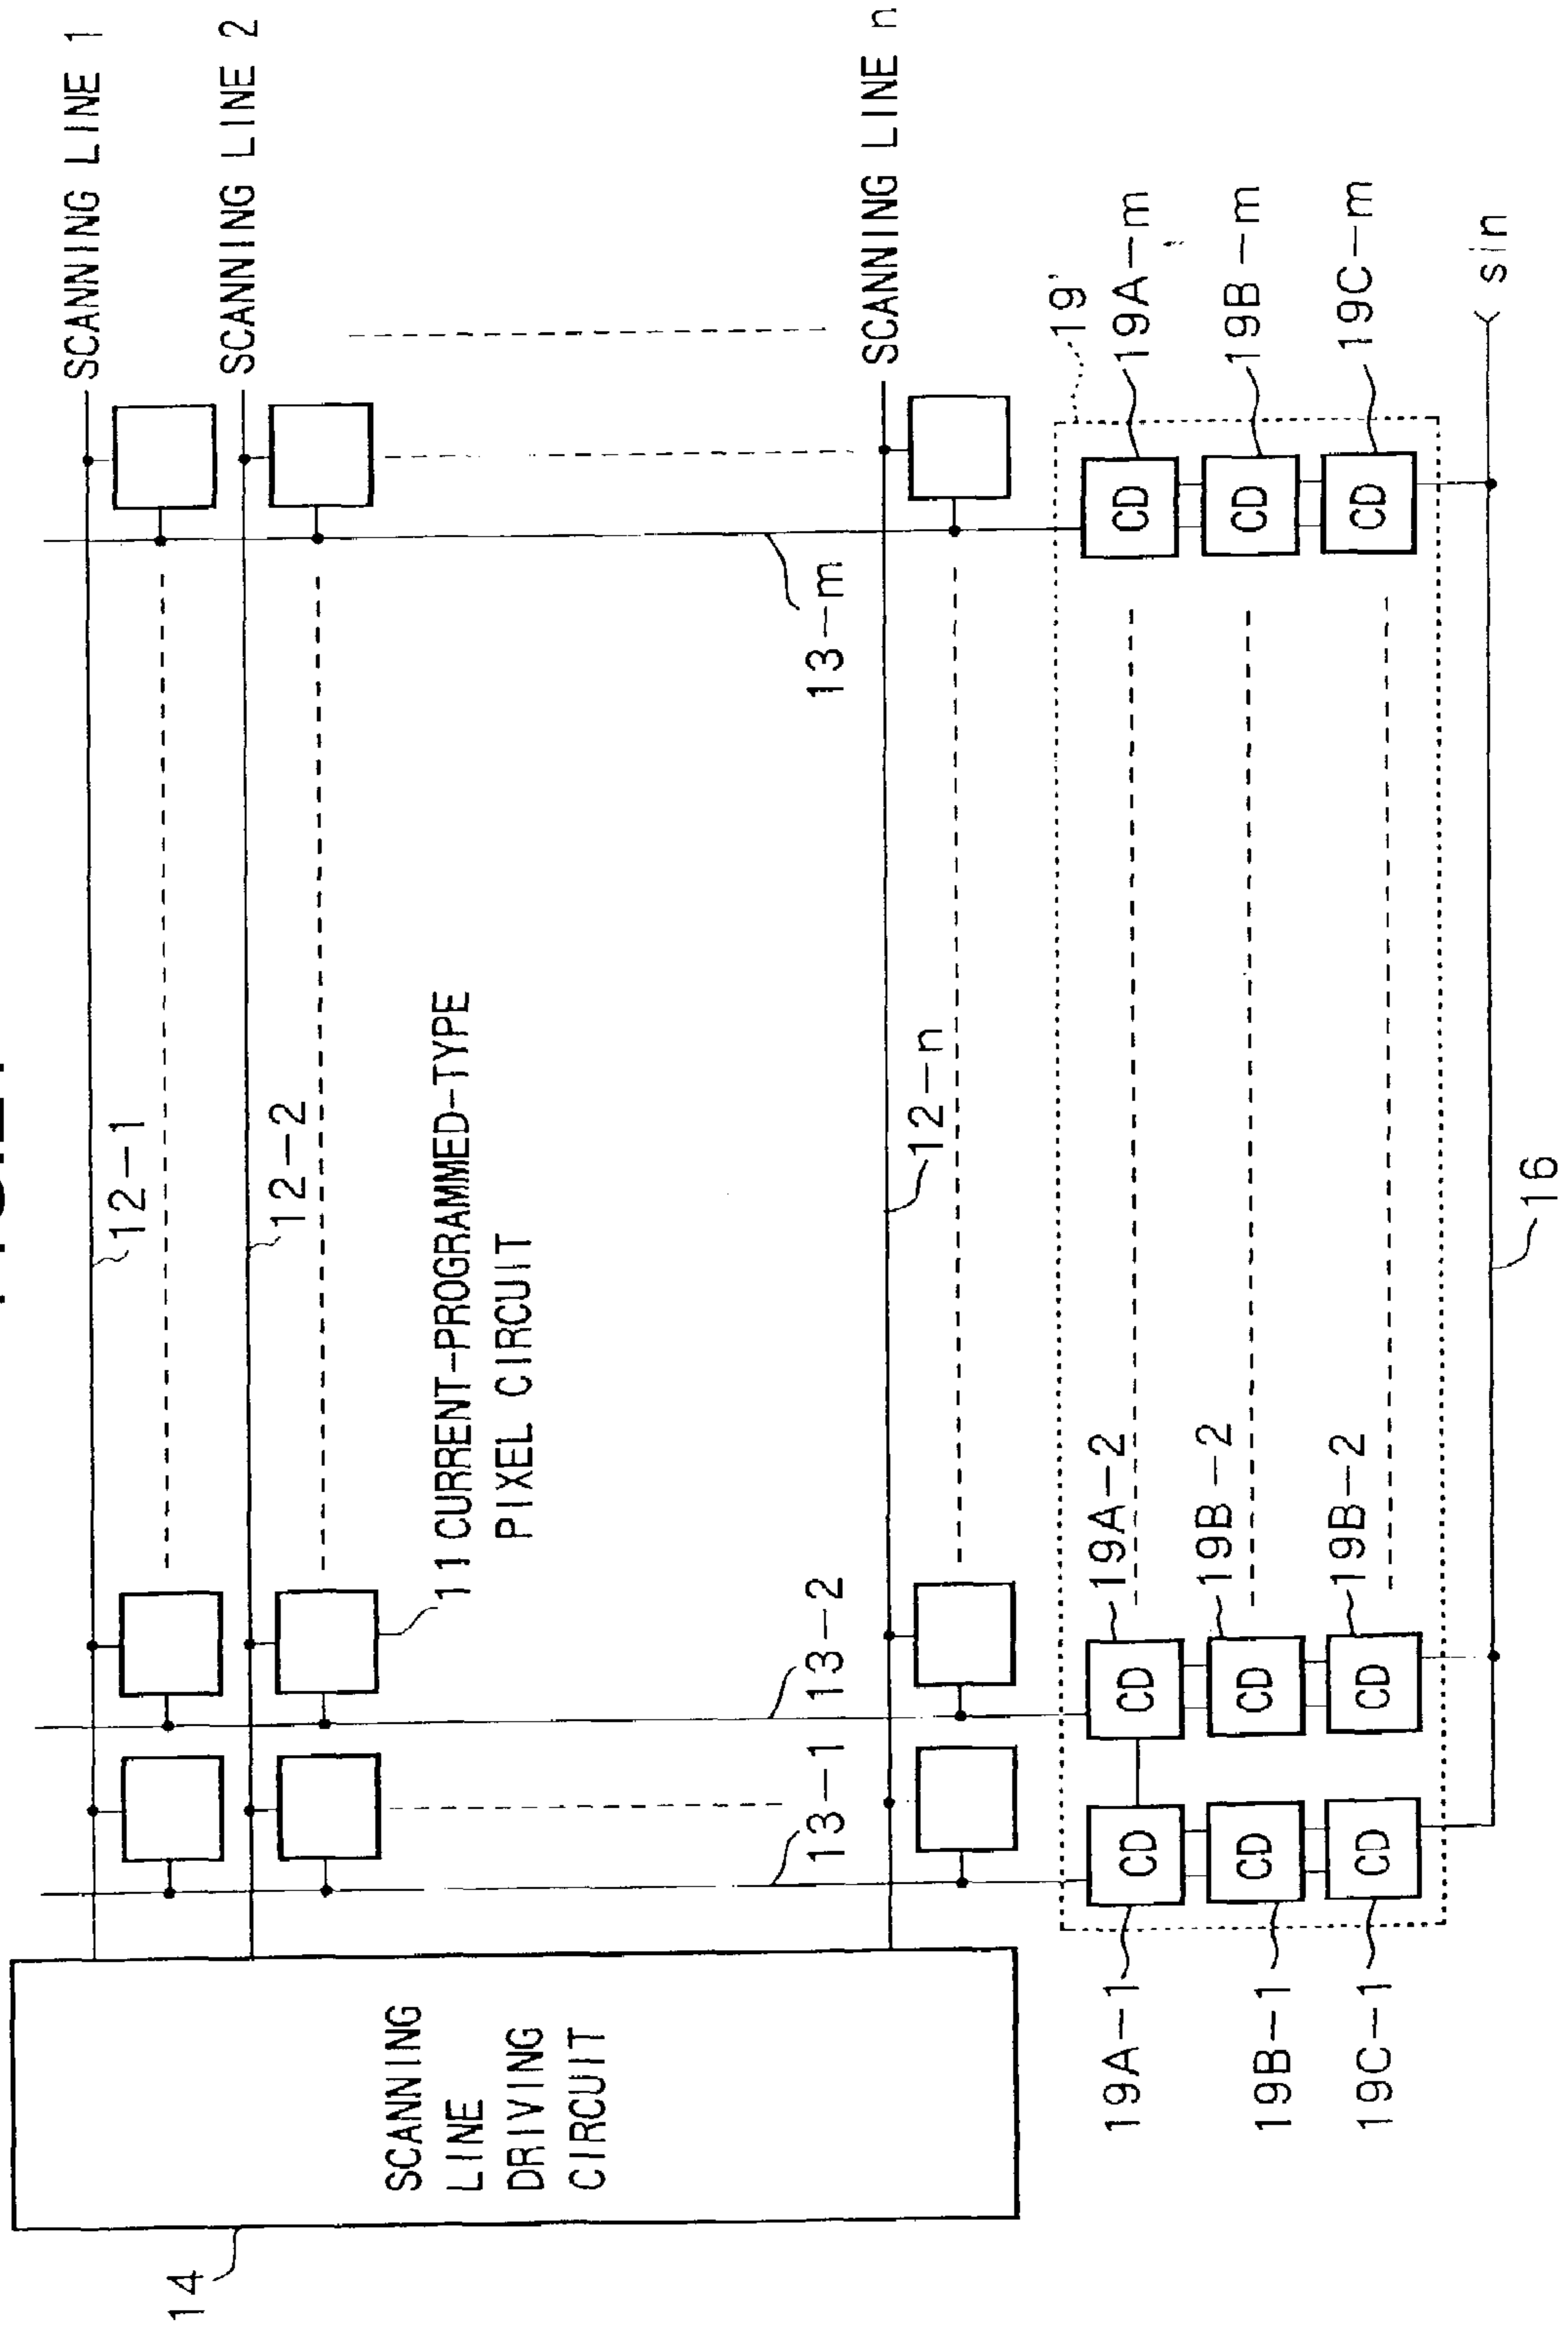 SCANNING LINE 1
12-1
SCANNING LINE 2
12-2
11 CURRENT-PROGRAMMED-TYPE
PIXEL CIRCUIT
14
SCANNING
LINE
DRIVING
CIRCUIT
13-1
13-2
13-m
SCANNING LINE n
12-n
19'
19A-1
19A-2
19A-m
CD
CD
CD
19B-1
19B-2
19B-m
CD
CD
CD
19C-1
19B-2
19C-m
CD
CD
CD
sin
16